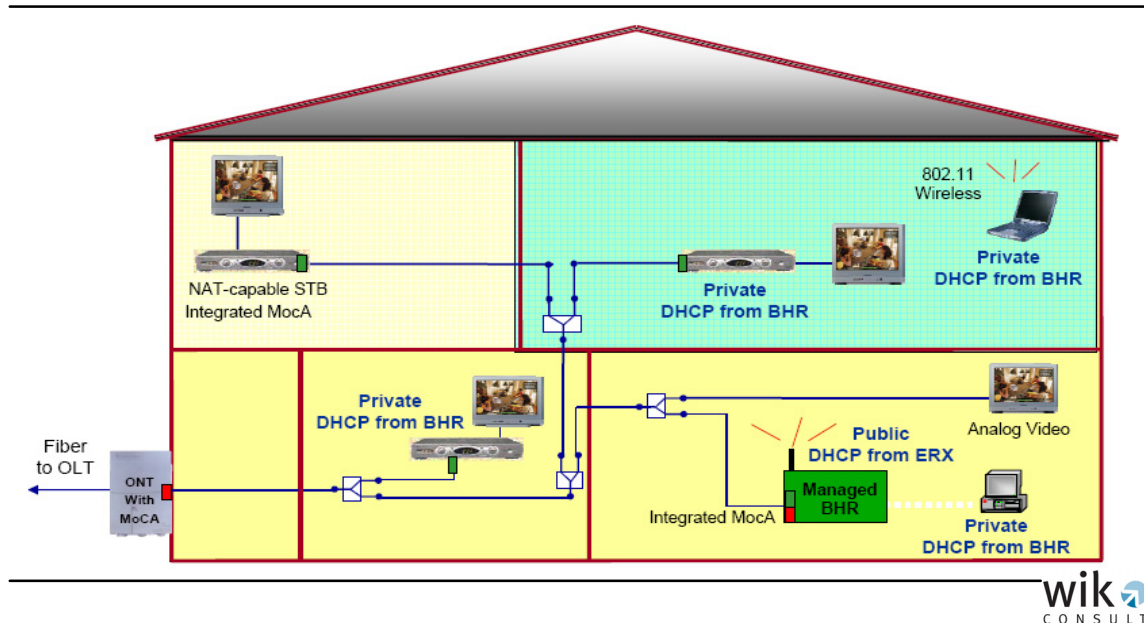 802.11
Wireless
Private
DHCP from BHR
NAT-capable STB
Integrated MocA
Private
DHCP from BHR
Private
DHCP from BHR
Fiber
to OLT
ONT
With
MoCA
Analog Video
Public
DHCP from ERX
Managed
BHR
Integrated MocA
Private
DHCP from BHR
wik
CONSULT